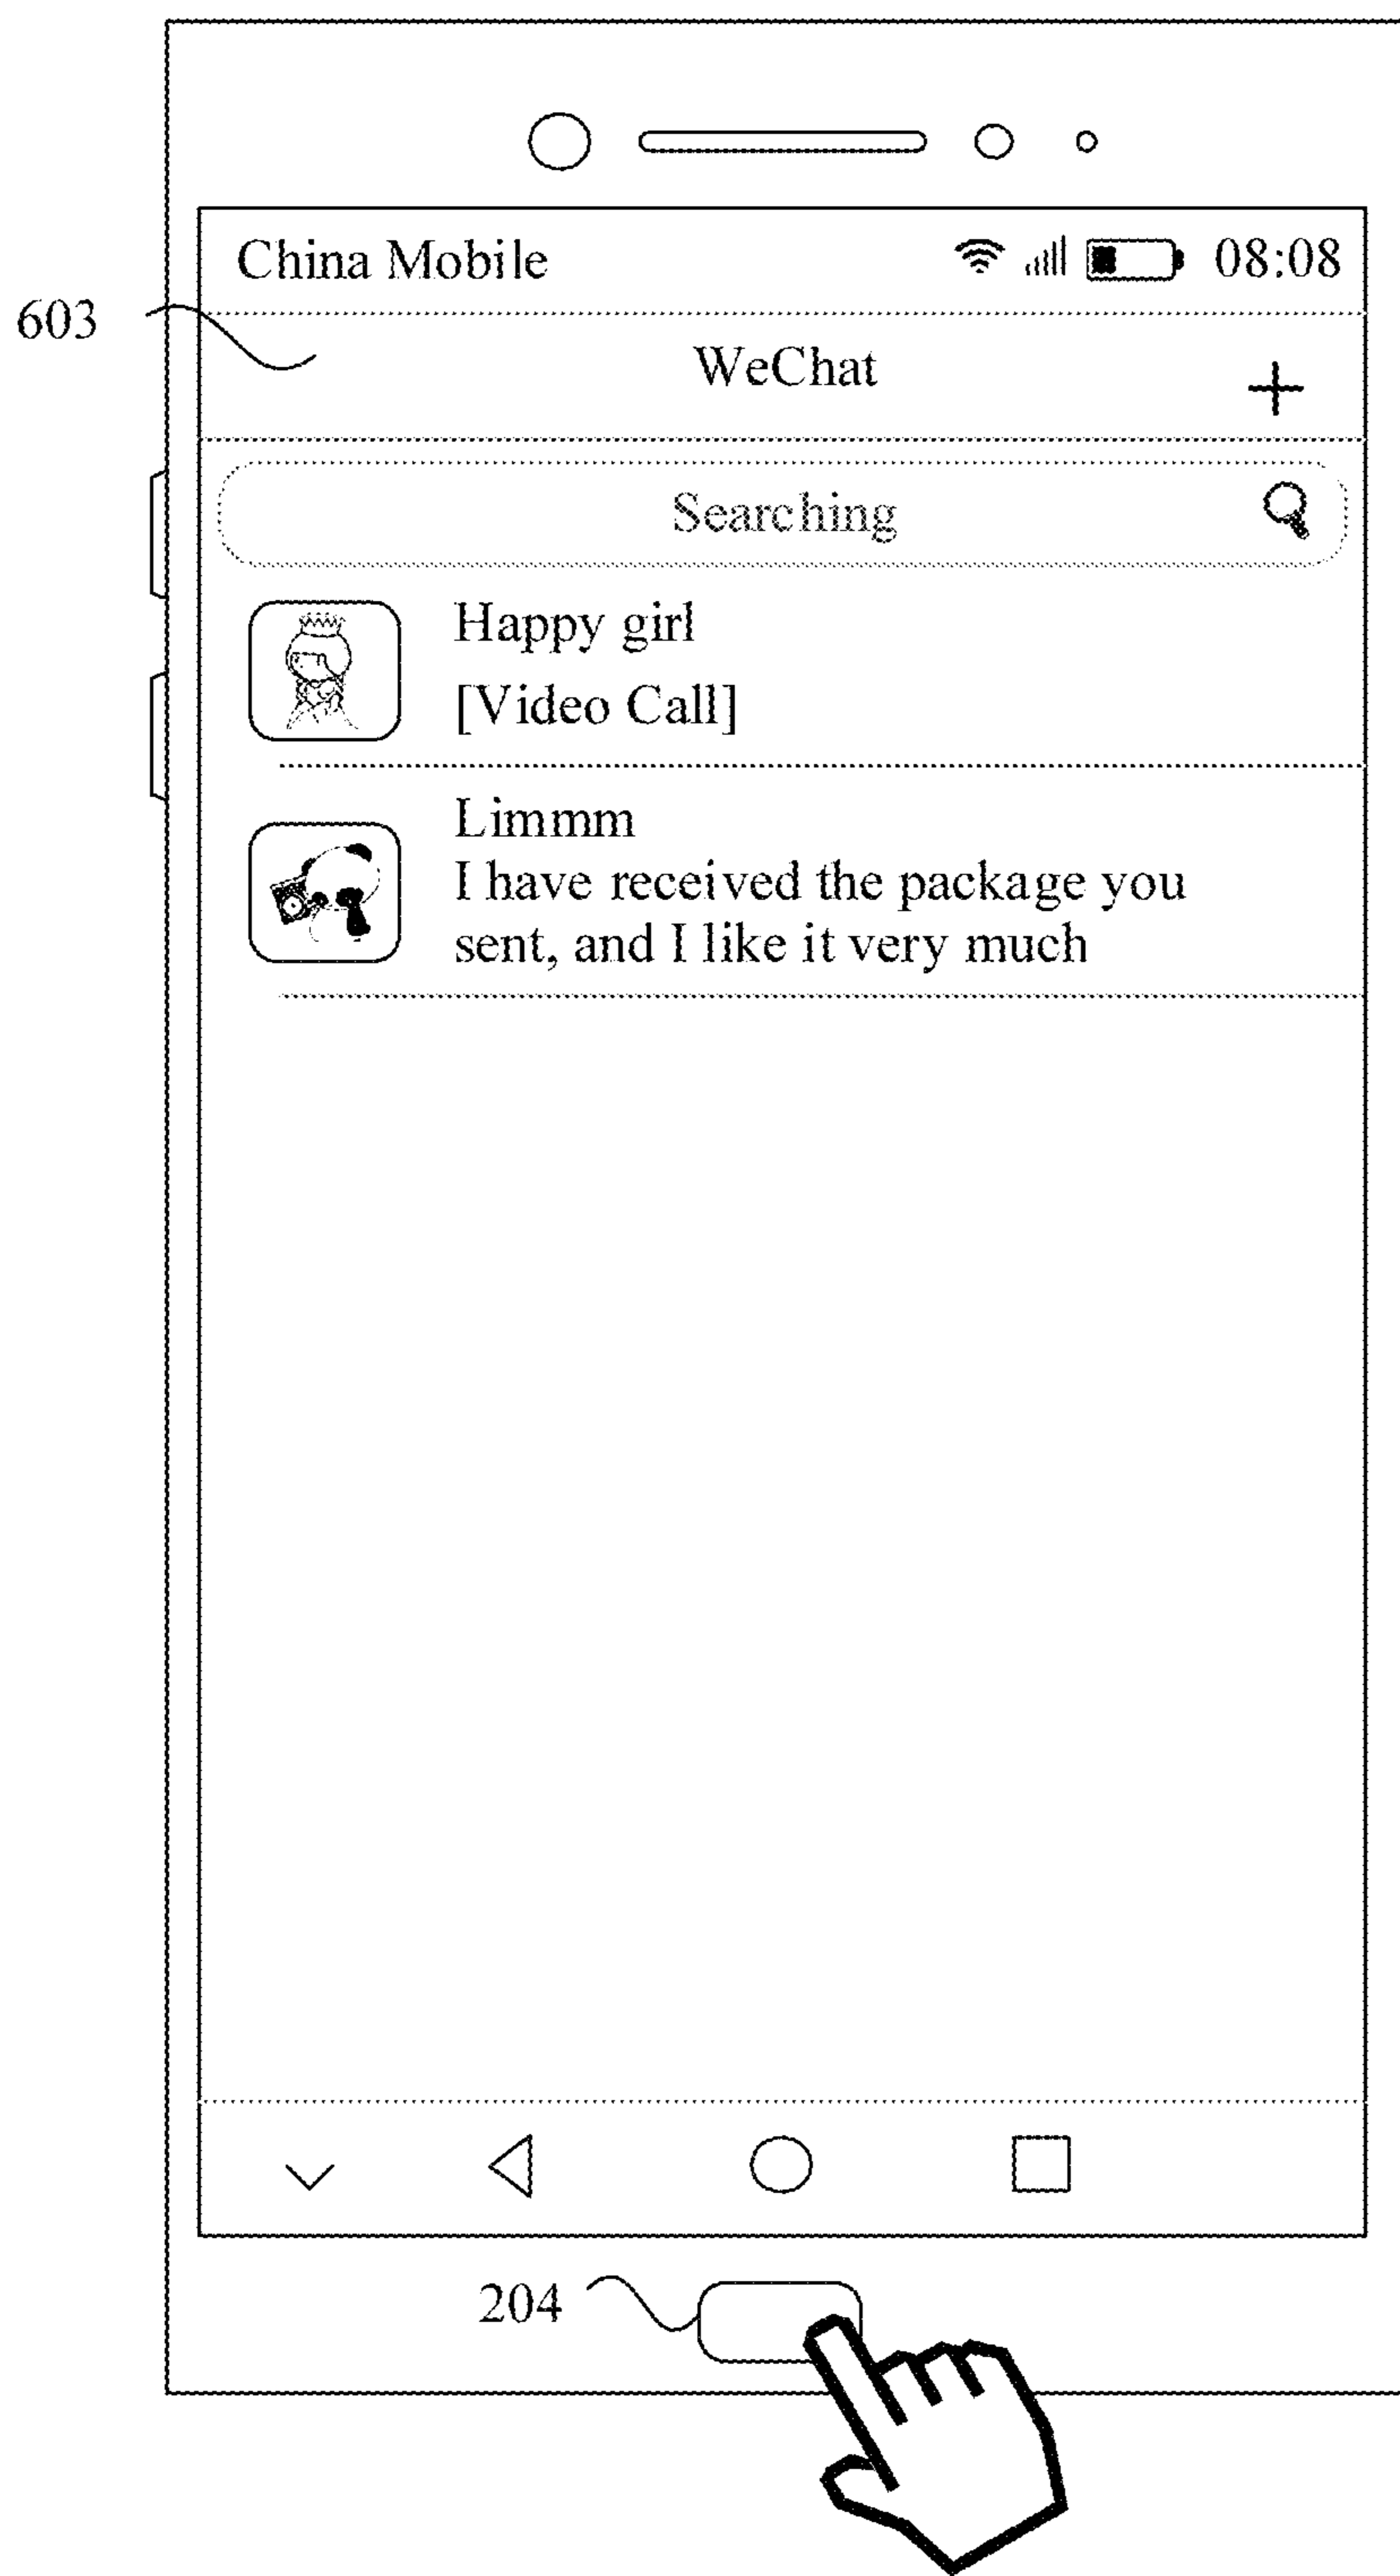 China Mobile 08:08
603
WeChat
Searching
Happy girl
[Video Call]
Limmm
I have received the package you
sent, and I like it very much
204